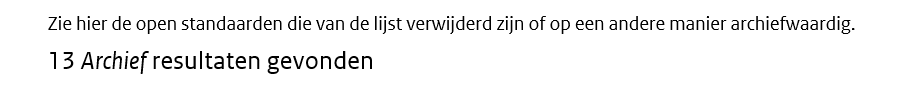 Zie hier de open standaarden die van de lijst verwijderd zijn of op een andere manier archiefwaardig.
13 Archief resultaten gevonden